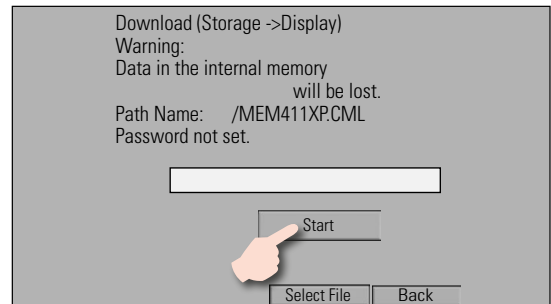 Download (Storage ->Display)
Warning:
Data in the internal memory
will be lost.
Path Name: /MEM411XP.CML
Password not set.
Start
Select File Back